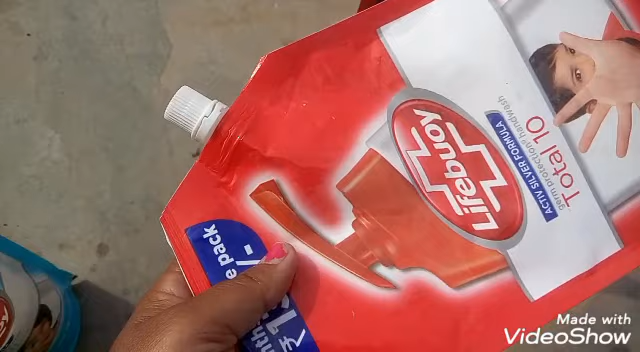 Lifebuoy
ACTIV SILVER FORMULA
Total 10
germ protection handwash
e pack
/-
Made with
VideoShow